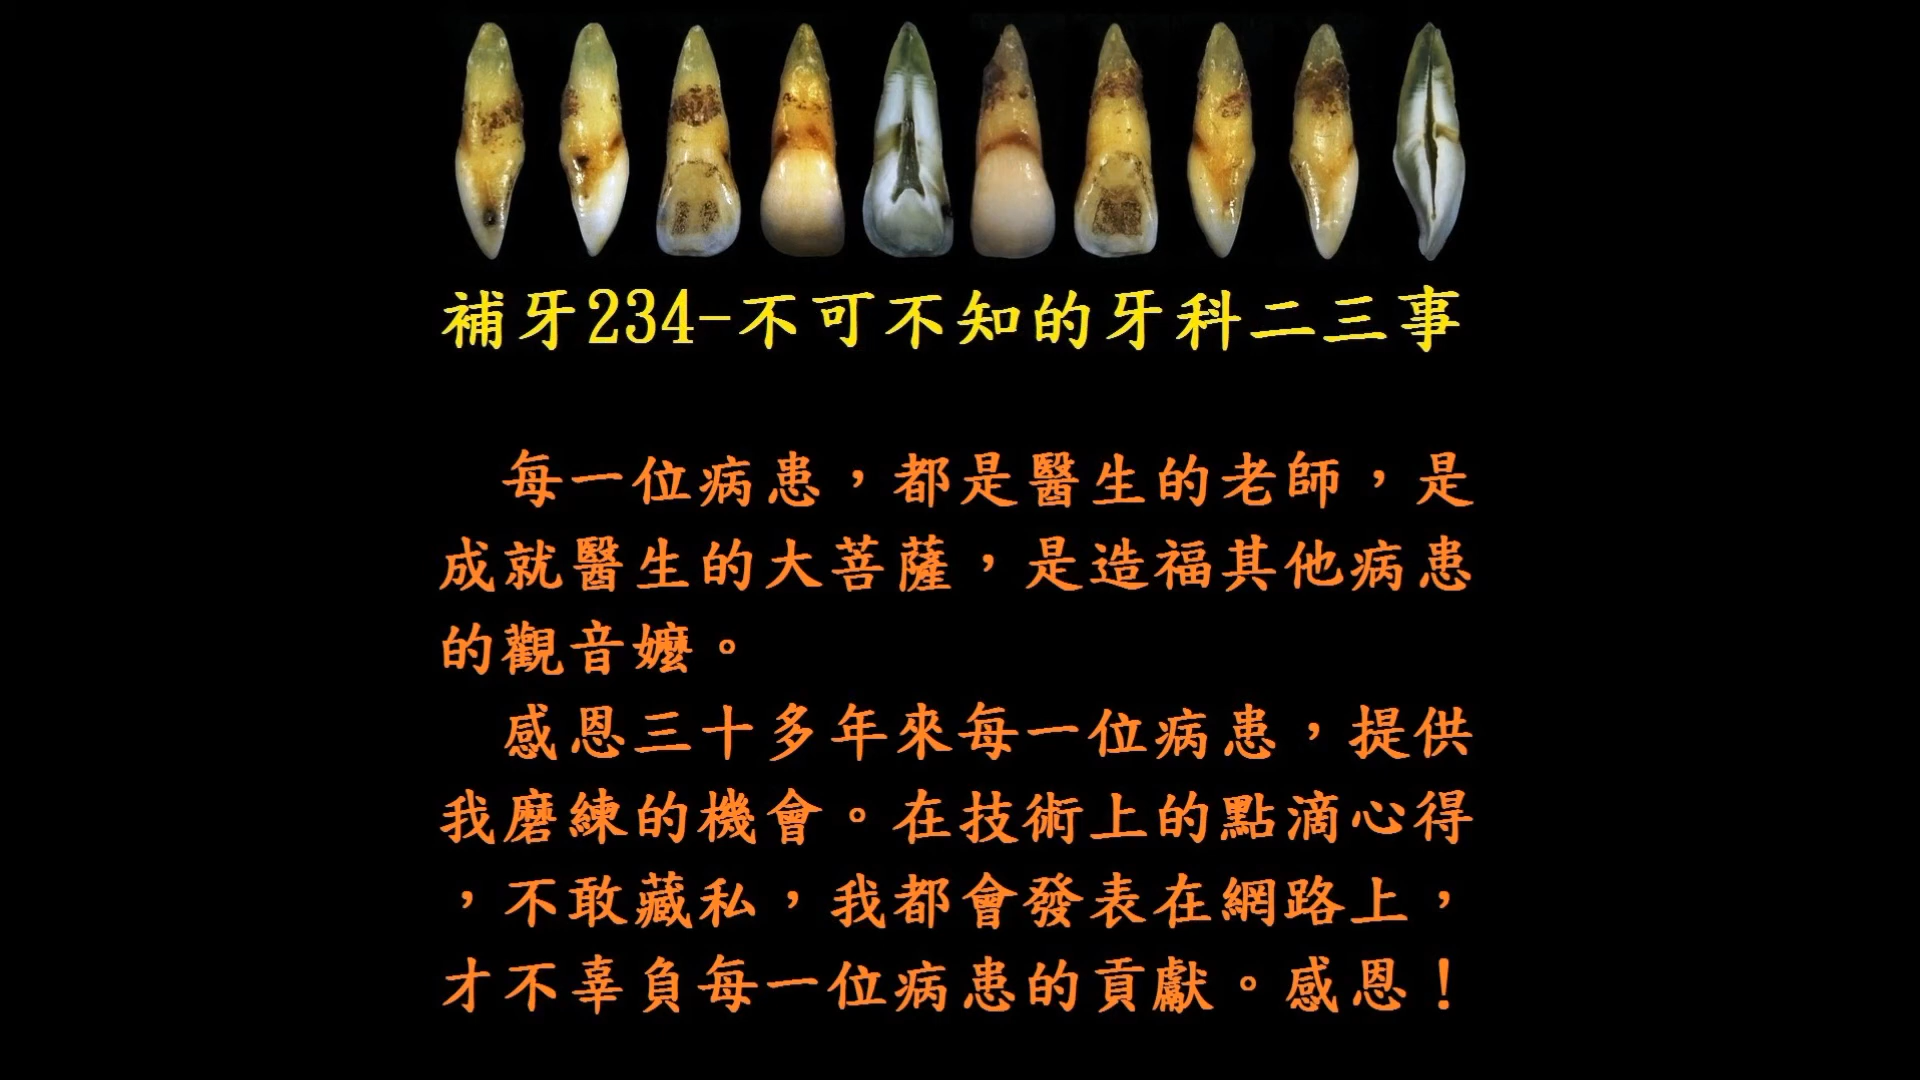 補牙234-不可不知的牙科二三事
每一位病患，都是醫生的老師，是
成就醫生的大菩薩，是造福其他病患
的觀音嬤。
感恩三十多年來每一位病患，提供
我磨練的機會。在技術上的點滴心得
，不敢藏私，我都會發表在網路上，
才不辜負每一位病患的貢獻。感恩！